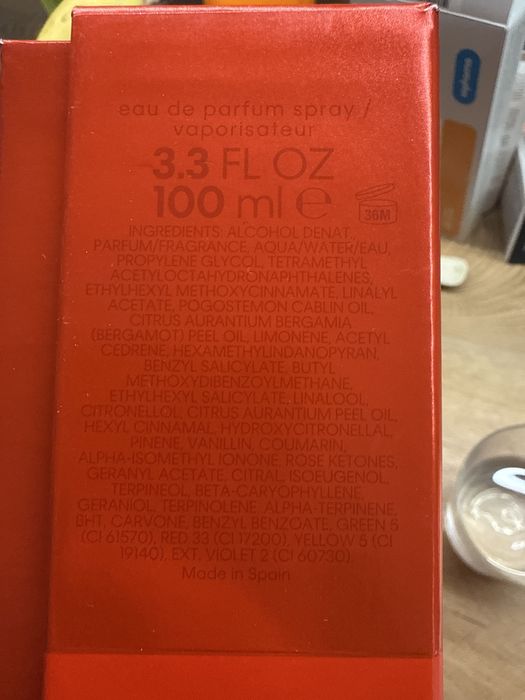 eau de parfum spray /
vaporisateur
3.3 FL OZ
100 ml e
36M
INGREDIENTS: ALCOHOL DENAT.,
PARFUM/FRAGRANCE, AQUA/WATER/EAU,
PROPYLENE GLYCOL, TETRAMETHYL
ACETYLOCTAHYDRONAPHTHALENES,
ETHYLHEXYL METHOXYCINNAMATE, LINALYL
ACETATE, POGOSTEMON CABLIN OIL,
CITRUS AURANTIUM BERGAMIA
(BERGAMOT) PEEL OIL, LIMONENE, ACETYL
CEDRENE, HEXAMETHYLINDANOPYRAN,
BENZYL SALICYLATE, BUTYL
METHOXYDIBENZOYLMETHANE,
ETHYLHEXYL SALICYLATE, LINALOOL,
CITRONELLOL, CITRUS AURANTIUM PEEL OIL,
HEXYL CINNAMAL, HYDROXYCITRONELLAL,
PINENE, VANILLIN, COUMARIN,
ALPHA-ISOMETHYL IONONE, ROSE KETONES,
GERANYL ACETATE, CITRAL, ISOEUGENOL,
TERPINEOL, BETA-CARYOPHYLLENE,
GERANIOL, TERPINOLENE, ALPHA-TERPINENE,
BHT, CARVONE, BENZYL BENZOATE, GREEN 5
(CI 61570), RED 33 (CI 17200), YELLOW 5 (CI
19140), EXT. VIOLET 2 (CI 60730).
Made in Spain